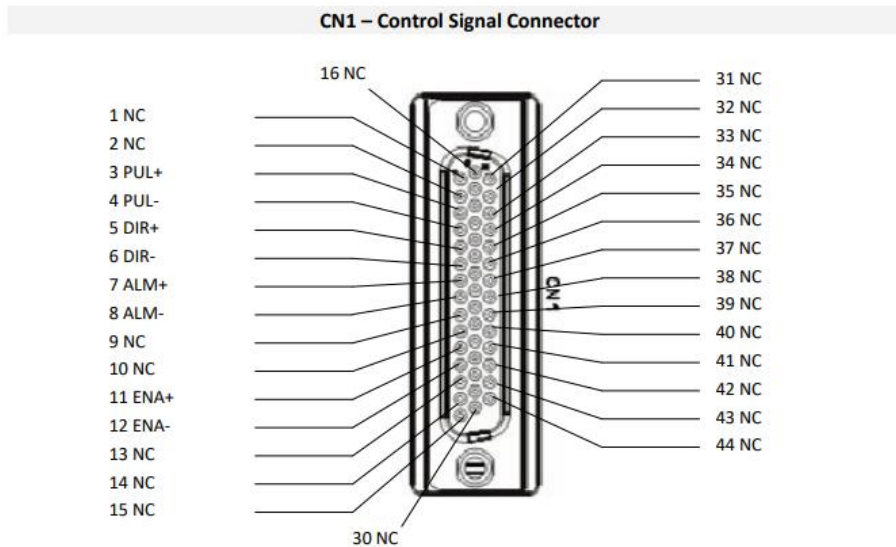 CN1 – Control Signal Connector
16 NC
1 NC
2 NC
3 PUL+
4 PUL-
5 DIR+
6 DIR-
7 ALM+
8 ALM-
9 NC
10 NC
11 ENA+
12 ENA-
13 NC
14 NC
15 NC
30 NC
31 NC
32 NC
33 NC
34 NC
35 NC
36 NC
37 NC
38 NC
39 NC
40 NC
41 NC
42 NC
43 NC
44 NC
CN1